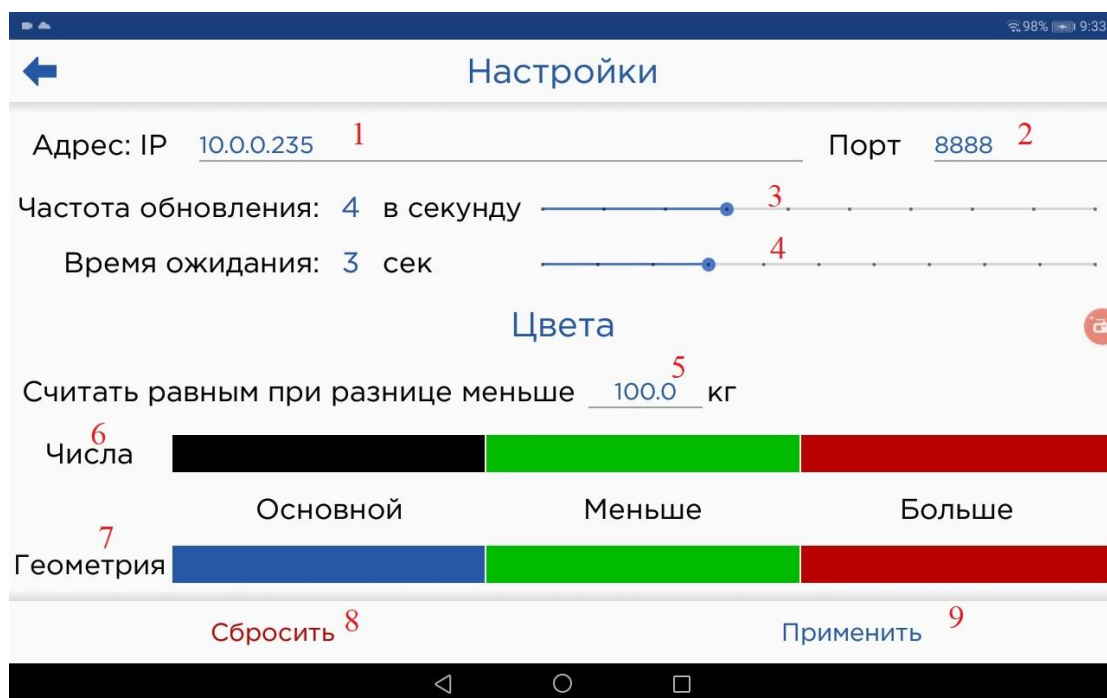 98% 9:33
Настройки
Адрес: IP 10.0.0.235 1 Порт 8888 2
Частота обновления: 4 в секунду 3
Время ожидания: 3 сек 4
Цвета
Считать равным при разнице меньше 100.0 5 кг
6
Числа
Основной Меньше Больше
7
Геометрия
Сбросить 8 Применить 9